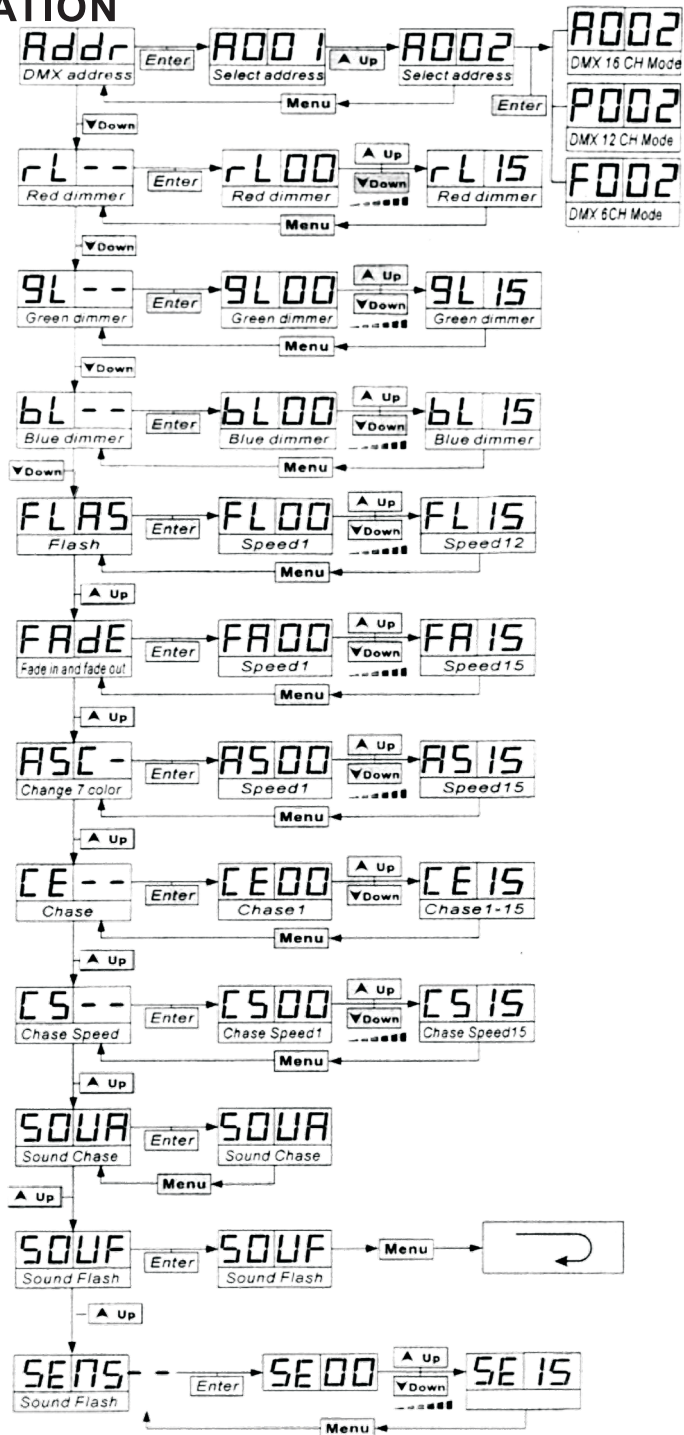 ATION
Addr
DMX address
Enter
A001
Select address
▲ Up
A002
Select address
Enter
Menu
A002
DMX 16 CH Mode
P002
DMX 12 CH Mode
F002
DMX 6CH Mode
▼Down
rL--
Red dimmer
Enter
rL00
Red dimmer
▲ Up
▼Down
rL15
Red dimmer
Menu
▼Down
gL--
Green dimmer
Enter
gL00
Green dimmer
▲ Up
▼Down
gL15
Green dimmer
Menu
▼Down
bL--
Blue dimmer
Enter
bL00
Blue dimmer
▲ Up
▼Down
bL15
Blue dimmer
Menu
▼Down
FLAS
Flash
Enter
FL00
Speed1
▲ Up
▼Down
FL15
Speed12
Menu
▲ Up
FAdE
Fade in and fade out
Enter
FA00
Speed1
▲ Up
▼Down
FA15
Speed15
Menu
▲ Up
ASC-
Change 7 color
Enter
AS00
Speed1
▲ Up
▼Down
AS15
Speed15
Menu
▲ Up
CE--
Chase
Enter
CE00
Chase1
▲ Up
▼Down
CE15
Chase1-15
Menu
▲ Up
CS--
Chase Speed
Enter
CS00
Chase Speed1
▲ Up
▼Down
CS15
Chase Speed15
Menu
▲ Up
SOUA
Sound Chase
Enter
SOUA
Sound Chase
Menu
▲ Up
SOUF
Sound Flash
Enter
SOUF
Sound Flash
Menu
▲ Up
SENS--
Sound Flash
Enter
SE00
▲ Up
▼Down
SE15
Menu